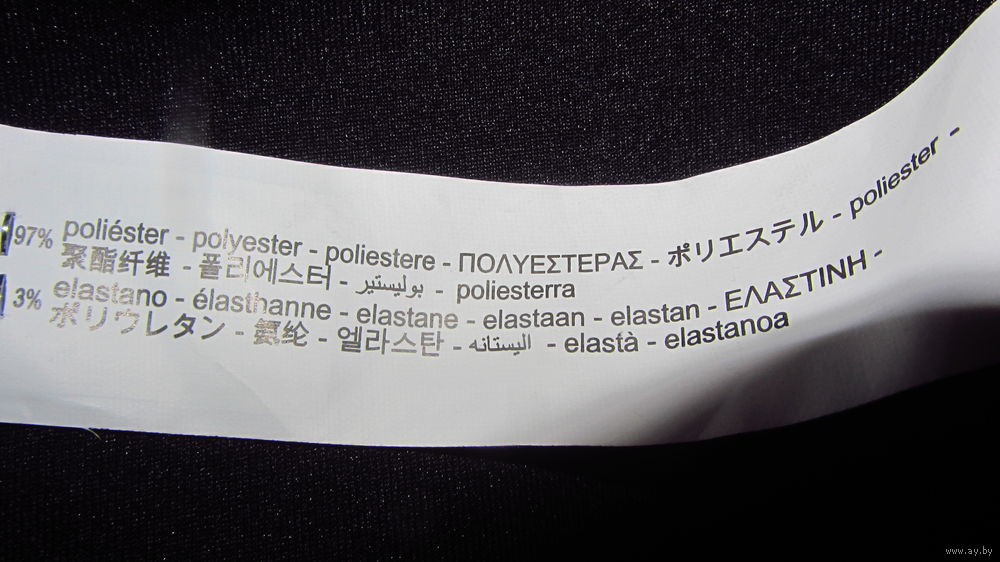 97% poliéster - polyester - poliestere - ΠΟΛΥΕΣΤΕΡΑΣ - ポリエステル - poliester -
聚酯纤维 - 폴리에스터 - بوليستير - poliesterra
3% elastano - élasthanne - elastane - elastaan - elastan - ΕΛΑΣΤΙΝΗ -
ポリウレタン - 氨纶 - 엘라스탄 - اليستانه - elastà - elastanoa
www.ay.by